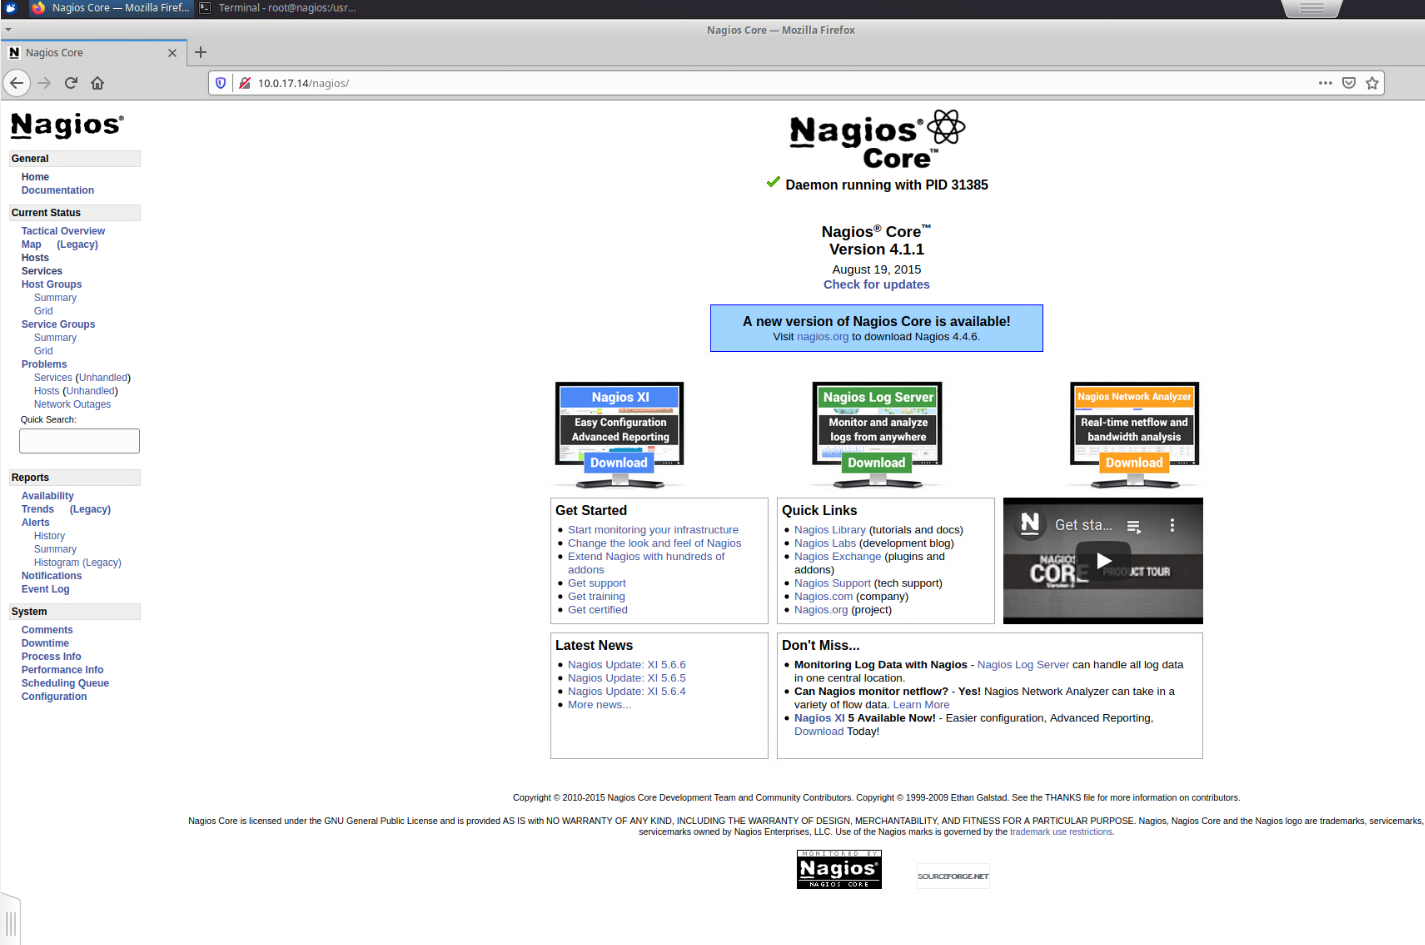 Nagios Core — Mozilla Firef...
Terminal - root@nagios:/usr...
Nagios Core — Mozilla Firefox
N Nagios Core
10.0.17.14/nagios/
Nagios®
General
Home
Documentation
Current Status
Tactical Overview
Map (Legacy)
Hosts
Services
Host Groups
Summary
Grid
Service Groups
Summary
Grid
Problems
Services (Unhandled)
Hosts (Unhandled)
Network Outages
Quick Search:
Reports
Availability
Trends (Legacy)
Alerts
History
Summary
Histogram (Legacy)
Notifications
Event Log
System
Comments
Downtime
Process Info
Performance Info
Scheduling Queue
Configuration
Nagios®
Core™
Daemon running with PID 31385
Nagios® Core™
Version 4.1.1
August 19, 2015
Check for updates
A new version of Nagios Core is available!
Visit nagios.org to download Nagios 4.4.6.
Nagios XI
Easy Configuration
Advanced Reporting
Download
Nagios Log Server
Monitor and analyze
logs from anywhere
Download
Nagios Network Analyzer
Real-time netflow and
bandwidth analysis
Download
Get Started
Start monitoring your infrastructure
Change the look and feel of Nagios
Extend Nagios with hundreds of
addons
Get support
Get training
Get certified
Quick Links
Nagios Library (tutorials and docs)
Nagios Labs (development blog)
Nagios Exchange (plugins and
addons)
Nagios Support (tech support)
Nagios.com (company)
Nagios.org (project)
N Get sta...
NAGIOS
CORE PRODUCT TOUR
Latest News
Nagios Update: XI 5.6.6
Nagios Update: XI 5.6.5
Nagios Update: XI 5.6.4
More news...
Don't Miss...
Monitoring Log Data with Nagios - Nagios Log Server can handle all log data
in one central location.
Can Nagios monitor netflow? - Yes! Nagios Network Analyzer can take in a
variety of flow data. Learn More
Nagios XI 5 Available Now! - Easier configuration, Advanced Reporting,
Download Today!
Copyright © 2010-2015 Nagios Core Development Team and Community Contributors. Copyright © 1999-2009 Ethan Galstad. See the THANKS file for more information on contributors.
Nagios Core is licensed under the GNU General Public License and is provided AS IS with NO WARRANTY OF ANY KIND, INCLUDING THE WARRANTY OF DESIGN, MERCHANTABILITY, AND FITNESS FOR A PARTICULAR PURPOSE. Nagios, Nagios Core and the Nagios logo are trademarks, servicemarks,
servicemarks owned by Nagios Enterprises, LLC. Use of the Nagios marks is governed by the trademark use restrictions.
MONITORED BY
Nagios®
NAGIOS CORE
SOURCEFORGE.NET